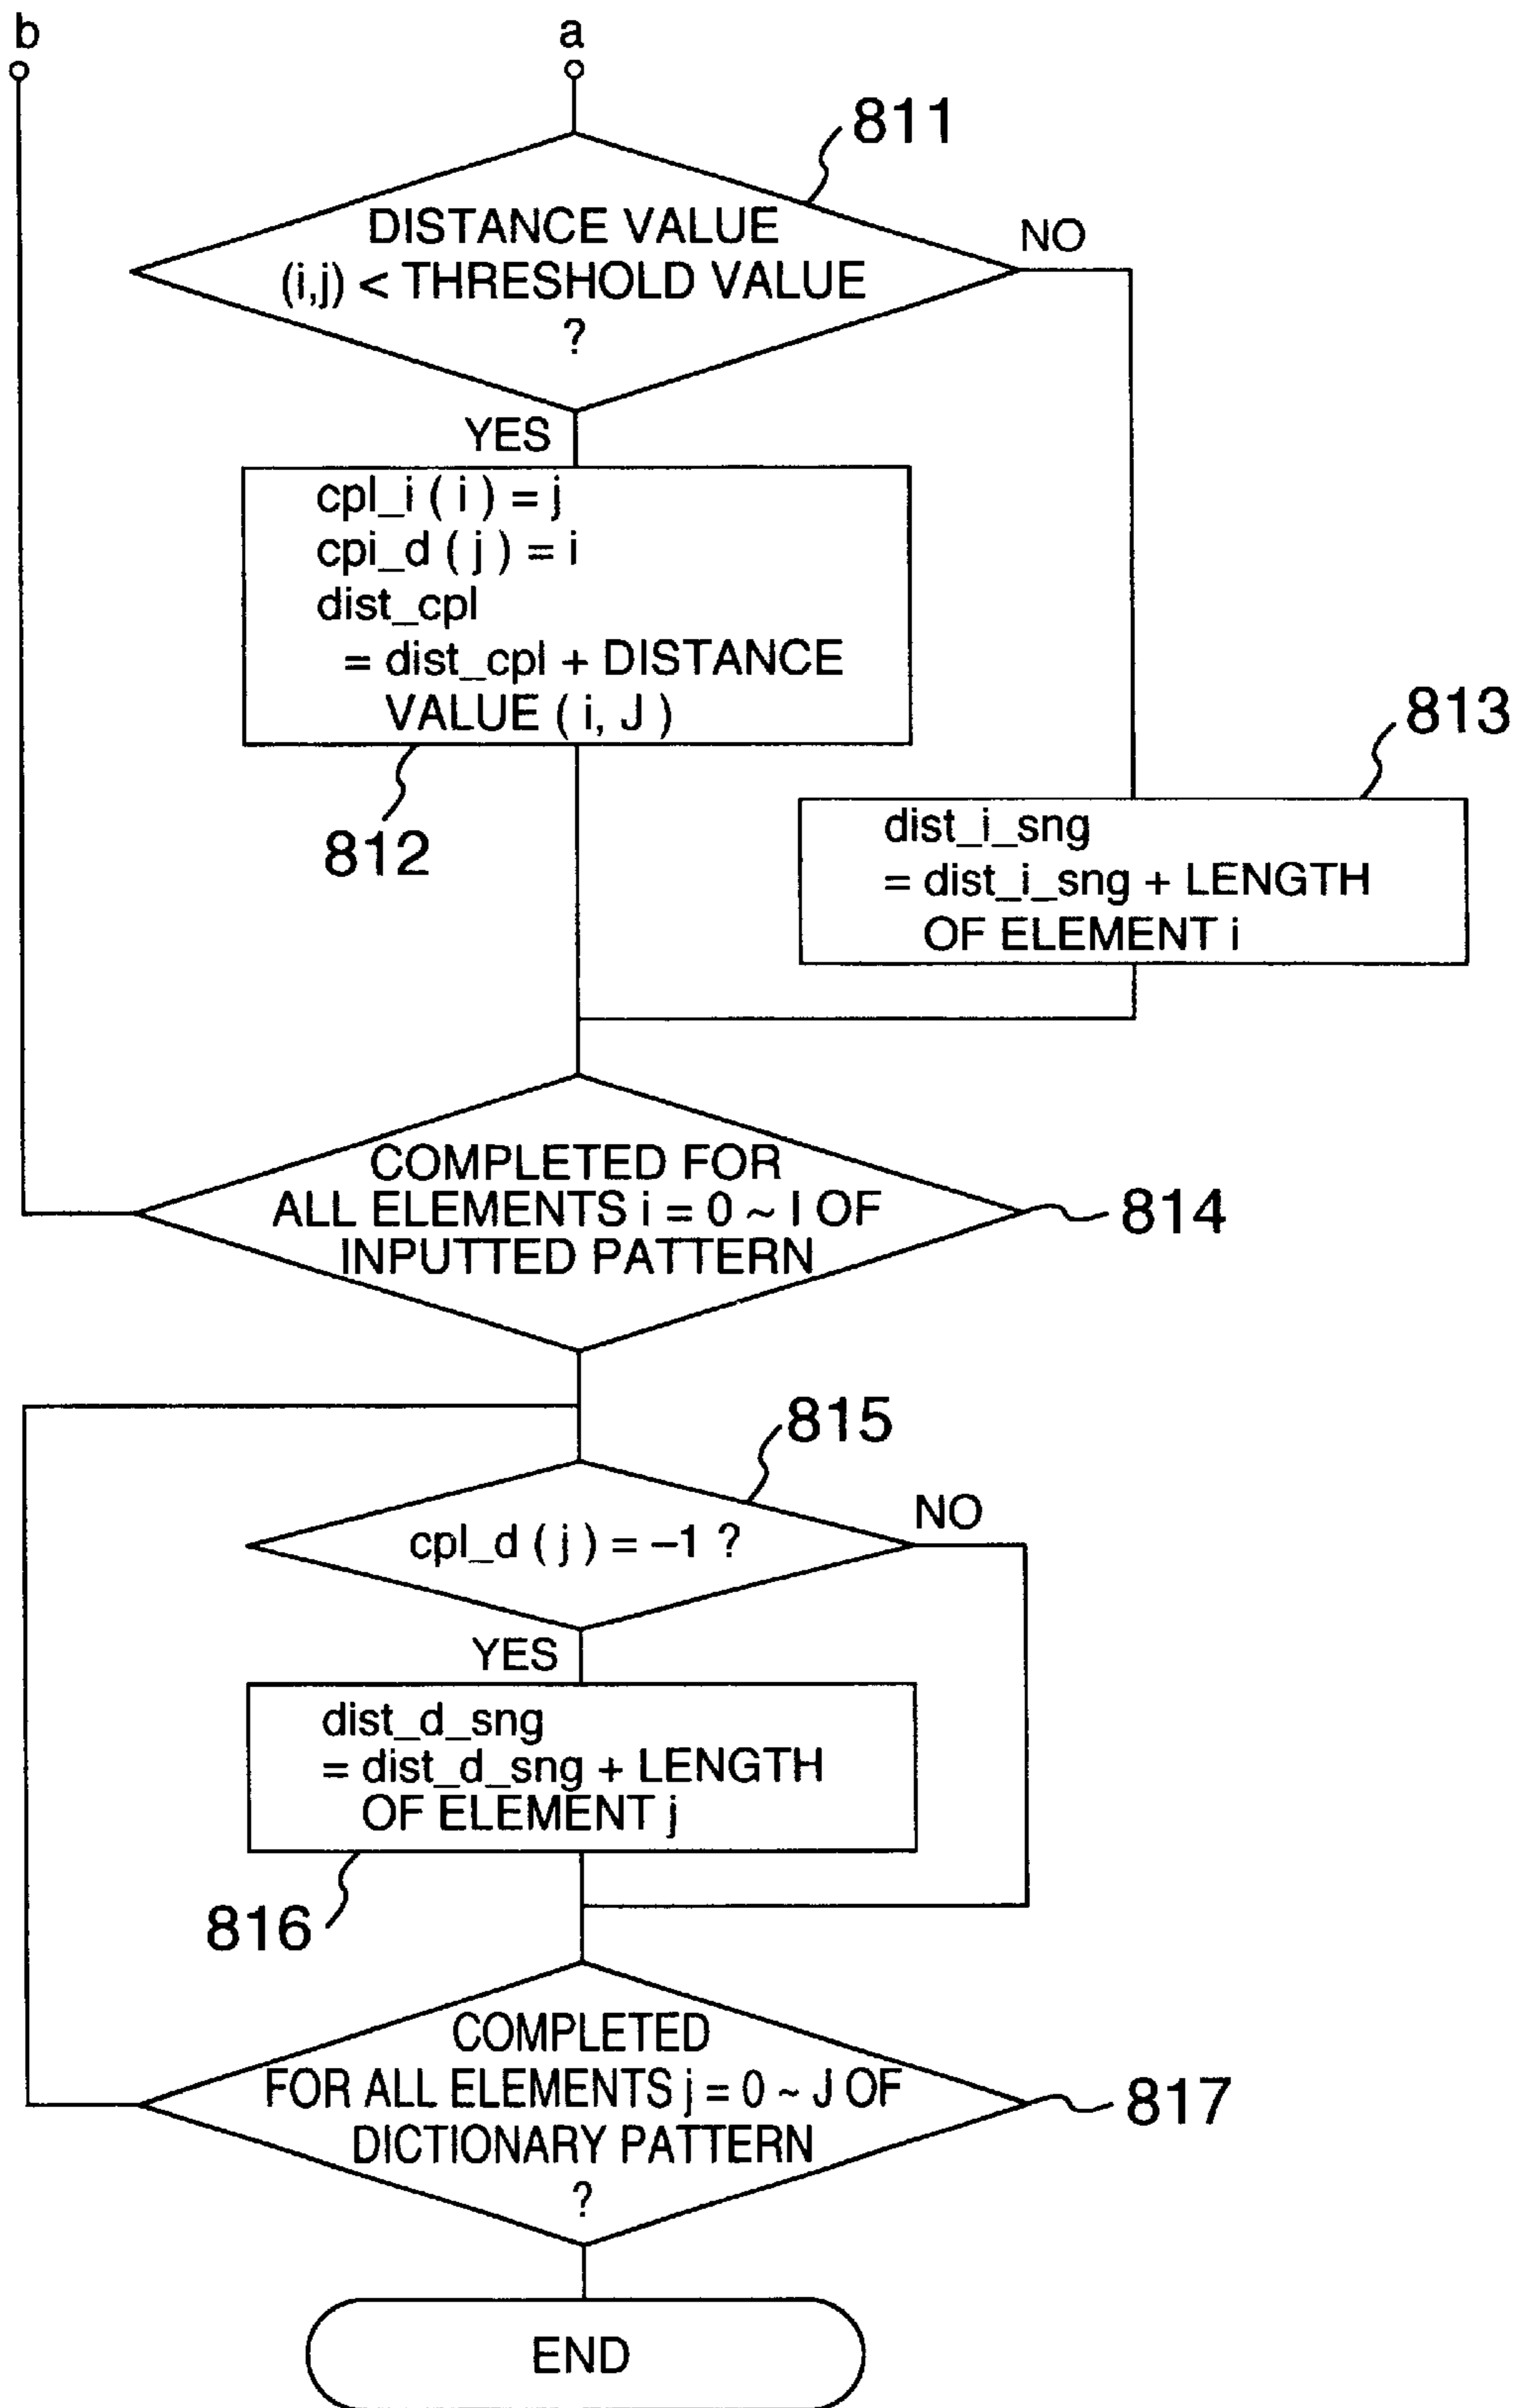 b
a
811
DISTANCE VALUE
(i,j) < THRESHOLD VALUE
?
NO
YES
cpl_i ( i ) = j
cpi_d ( j ) = i
dist_cpl
= dist_cpl + DISTANCE
VALUE ( i, J )
812
813
dist_i_sng
= dist_i_sng + LENGTH
OF ELEMENT i
COMPLETED FOR
ALL ELEMENTS i = 0 ~ I OF
INPUTTED PATTERN
814
815
cpl_d ( j ) = –1 ?
NO
YES
dist_d_sng
= dist_d_sng + LENGTH
OF ELEMENT j
816
COMPLETED
FOR ALL ELEMENTS j = 0 ~ J OF
DICTIONARY PATTERN
?
817
END